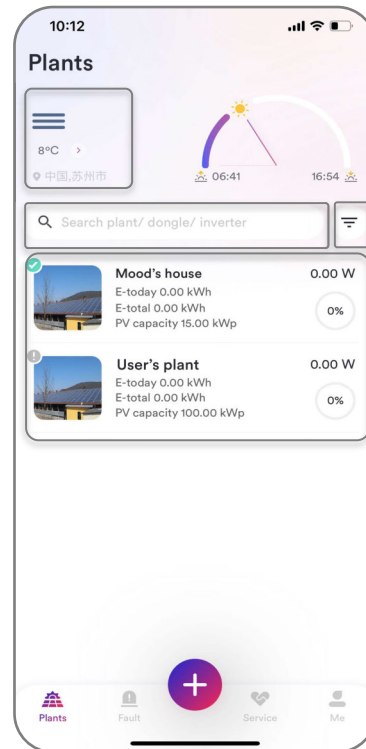 10:12
Plants
8°C
中国,苏州市
06:41
16:54
Search plant/ dongle/ inverter
Mood's house
0.00 W
E-today 0.00 kWh
E-total 0.00 kWh
0%
PV capacity 15.00 kWp
User's plant
0.00 W
E-today 0.00 kWh
E-total 0.00 kWh
0%
PV capacity 100.00 kWp
Plants
Fault
Service
Me